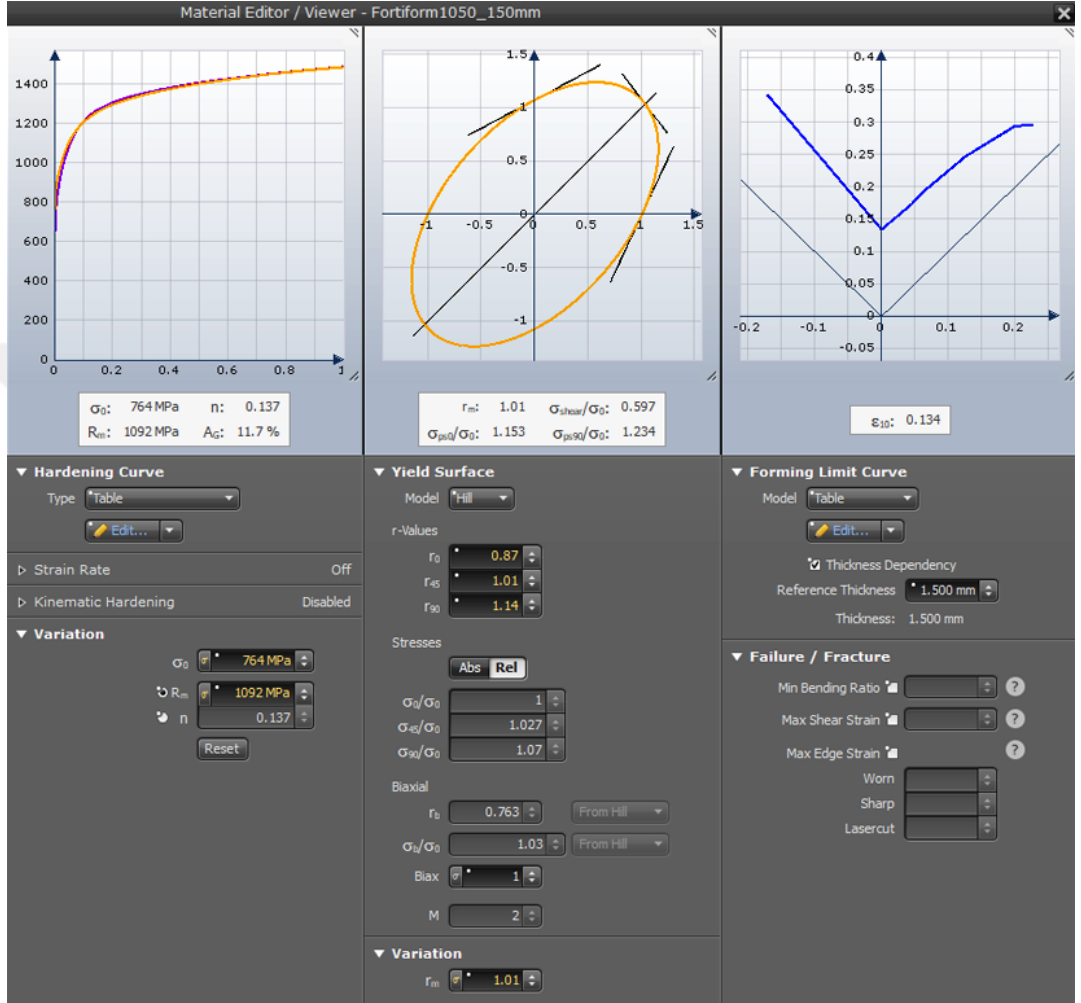 Material Editor / Viewer - Fortiform1050_150mm
1400
1200
1000
800
600
400
200
0
0 0.2 0.4 0.6 0.8 1
σ0: 764 MPa n: 0.137
Rm: 1092 MPa AG: 11.7 %
1.5
1
0.5
0
-1 -0.5 0 0.5 1 1.5
-0.5
-1
rm: 1.01 σshear/σ0: 0.597
σps0/σ0: 1.153 σps90/σ0: 1.234
0.35
0.3
0.25
0.2
0.15
0.1
0.05
0
-0.2 -0.1 0 0.1 0.2
-0.05
ε10: 0.134
Hardening Curve
Type Table
Edit...
Strain Rate Off
Kinematic Hardening Disabled
Variation
σ0 σ 764 MPa
Rm σ 1092 MPa
n 0.137
Reset
Yield Surface
Model Hill
r-Values
r0 0.87
r45 1.01
r90 1.14
Stresses
Abs Rel
σ0/σ0 1
σ45/σ0 1.027
σ90/σ0 1.07
Biaxial
rb 0.763 From Hill
σb/σ0 1.03 From Hill
Biax σ 1
M 2
Variation
rm σ 1.01
Forming Limit Curve
Model Table
Edit...
Thickness Dependency
Reference Thickness 1.500 mm
Thickness: 1.500 mm
Failure / Fracture
Min Bending Ratio ?
Max Shear Strain ?
Max Edge Strain ?
Worn
Sharp
Lasercut